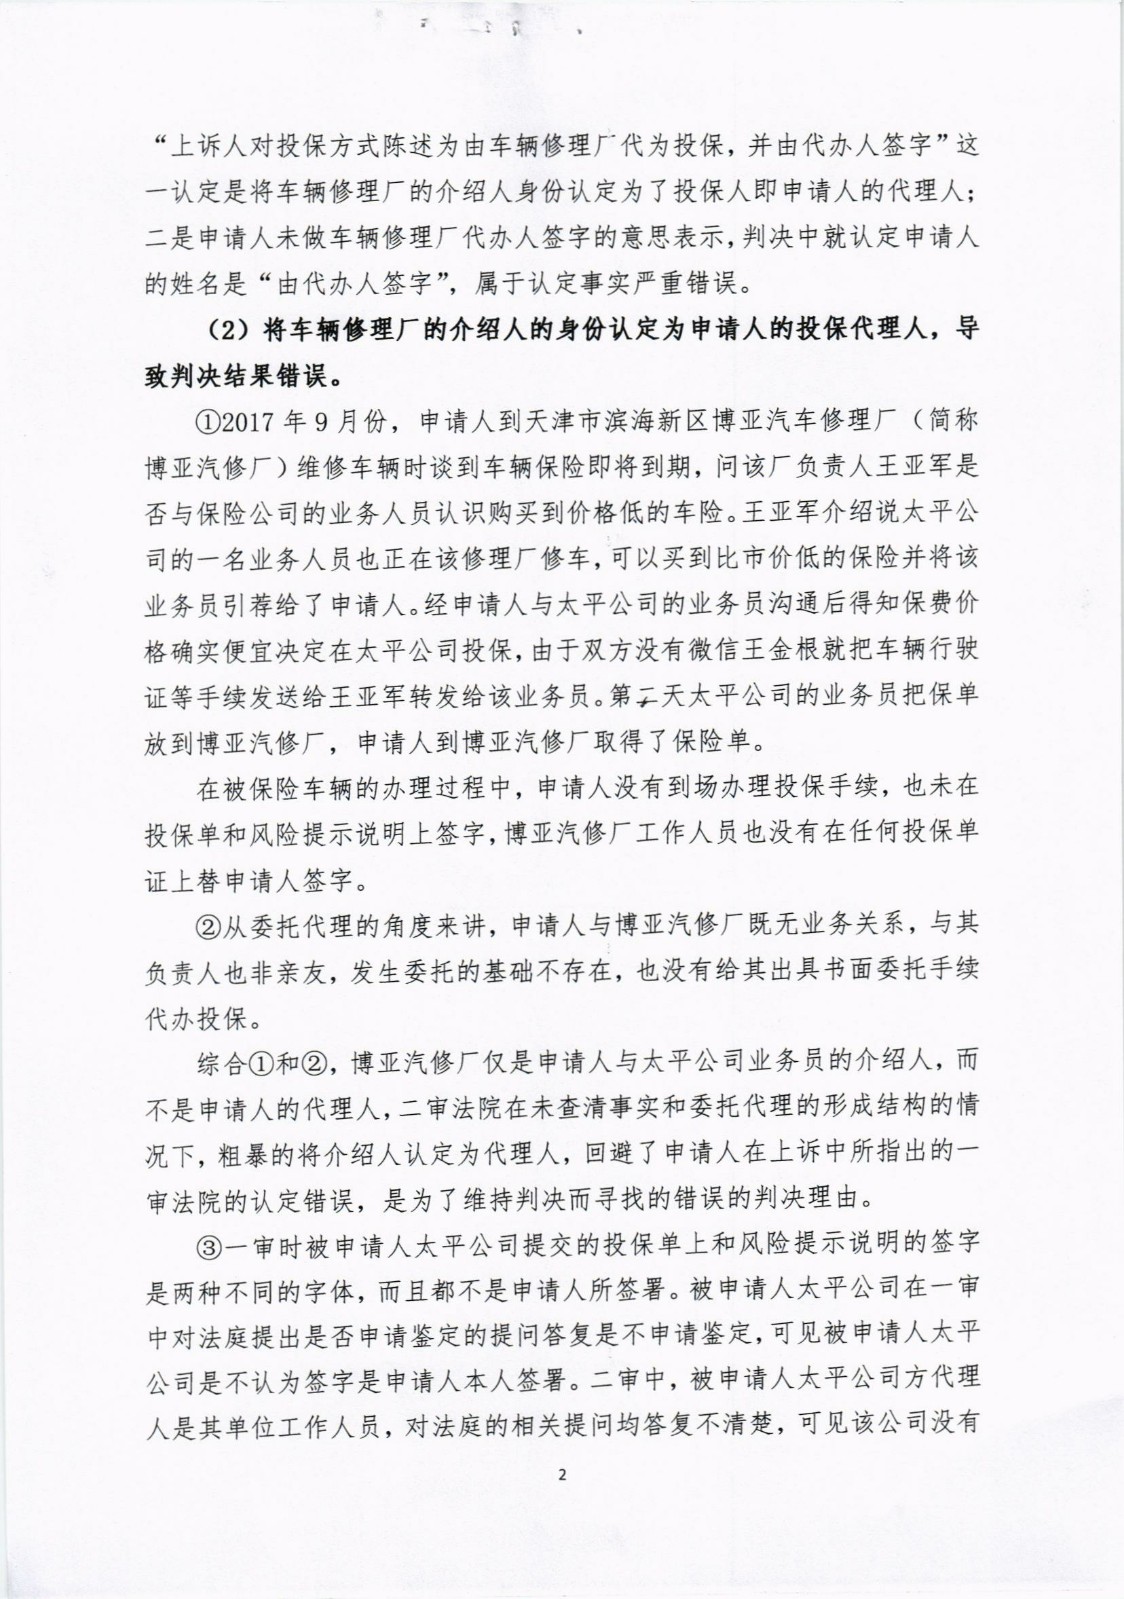 “上诉人对投保方式陈述为由车辆修理厂代为投保，并由代办人签字”这
一认定是将车辆修理厂的介绍人身份认定为了投保人即申请人的代理人；
二是申请人未做车辆修理厂代办人签字的意思表示，判决中就认定申请人
的姓名是“由代办人签字”，属于认定事实严重错误。
（2）将车辆修理厂的介绍人的身份认定为申请人的投保代理人，导
致判决结果错误。
①2017 年 9 月份，申请人到天津市滨海新区博亚汽车修理厂（简称
博亚汽修厂）维修车辆时谈到车辆保险即将到期，问该厂负责人王亚军是
否与保险公司的业务人员认识购买到价格低的车险。王亚军介绍说太平公
司的一名业务人员也正在该修理厂修车，可以买到比市价低的保险并将该
业务员引荐给了申请人。经申请人与太平公司的业务员沟通后得知保费价
格确实便宜决定在太平公司投保，由于双方没有微信王金根就把车辆行驶
证等手续发送给王亚军转发给该业务员。第二天太平公司的业务员把保单
放到博亚汽修厂，申请人到博亚汽修厂取得了保险单。
在被保险车辆的办理过程中，申请人没有到场办理投保手续，也未在
投保单和风险提示说明上签字，博亚汽修厂工作人员也没有在任何投保单
证上替申请人签字。
②从委托代理的角度来讲，申请人与博亚汽修厂既无业务关系，与其
负责人也非亲友，发生委托的基础不存在，也没有给其出具书面委托手续
代办投保。
综合①和②，博亚汽修厂仅是申请人与太平公司业务员的介绍人，而
不是申请人的代理人，二审法院在未查清事实和委托代理的形成结构的情
况下，粗暴的将介绍人认定为代理人，回避了申请人在上诉中所指出的一
审法院的认定错误，是为了维持判决而寻找的错误的判决理由。
③一审时被申请人太平公司提交的投保单上和风险提示说明的签字
是两种不同的字体，而且都不是申请人所签署。被申请人太平公司在一审
中对法庭提出是否申请鉴定的提问答复是不申请鉴定，可见被申请人太平
公司是不认为签字是申请人本人签署。二审中，被申请人太平公司方代理
人是其单位工作人员，对法庭的相关提问均答复不清楚，可见该公司没有
2